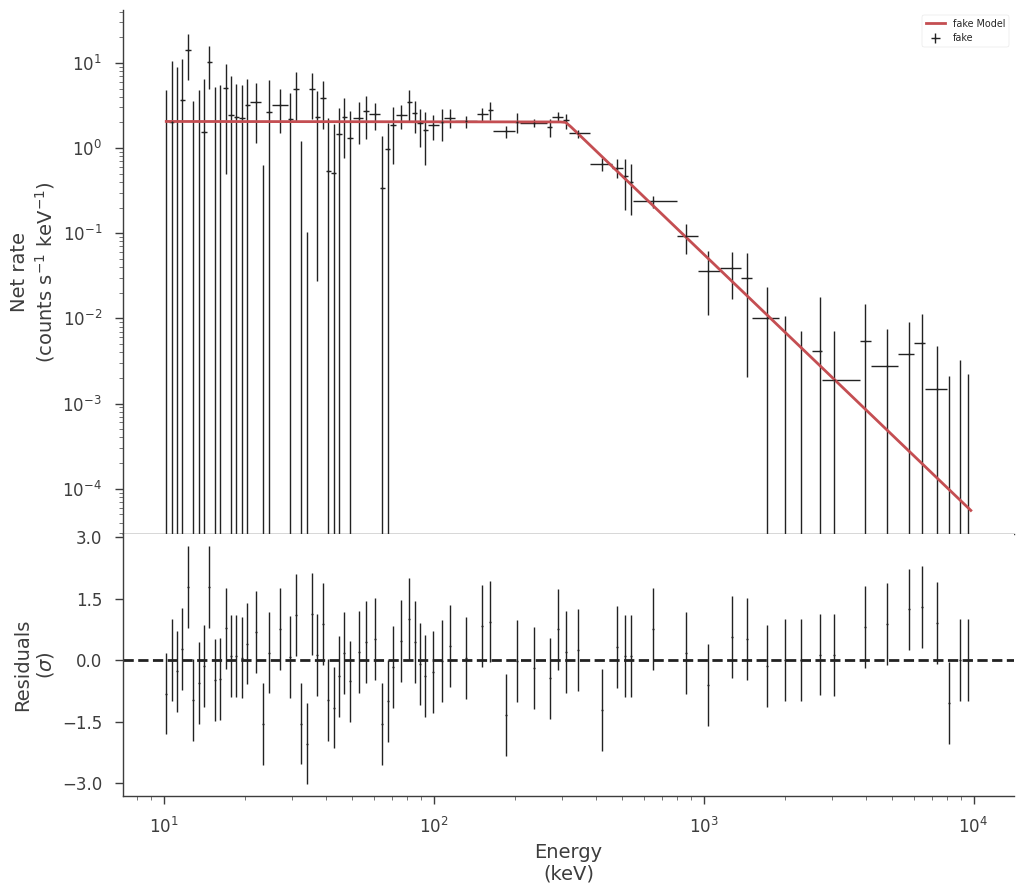 fake Model
fake
Net rate
(counts s⁻¹ keV⁻¹)
10¹
10⁰
10⁻¹
10⁻²
10⁻³
10⁻⁴
Residuals
(σ)
3.0
1.5
0.0
−1.5
−3.0
10¹ 10² 10³ 10⁴
Energy
(keV)